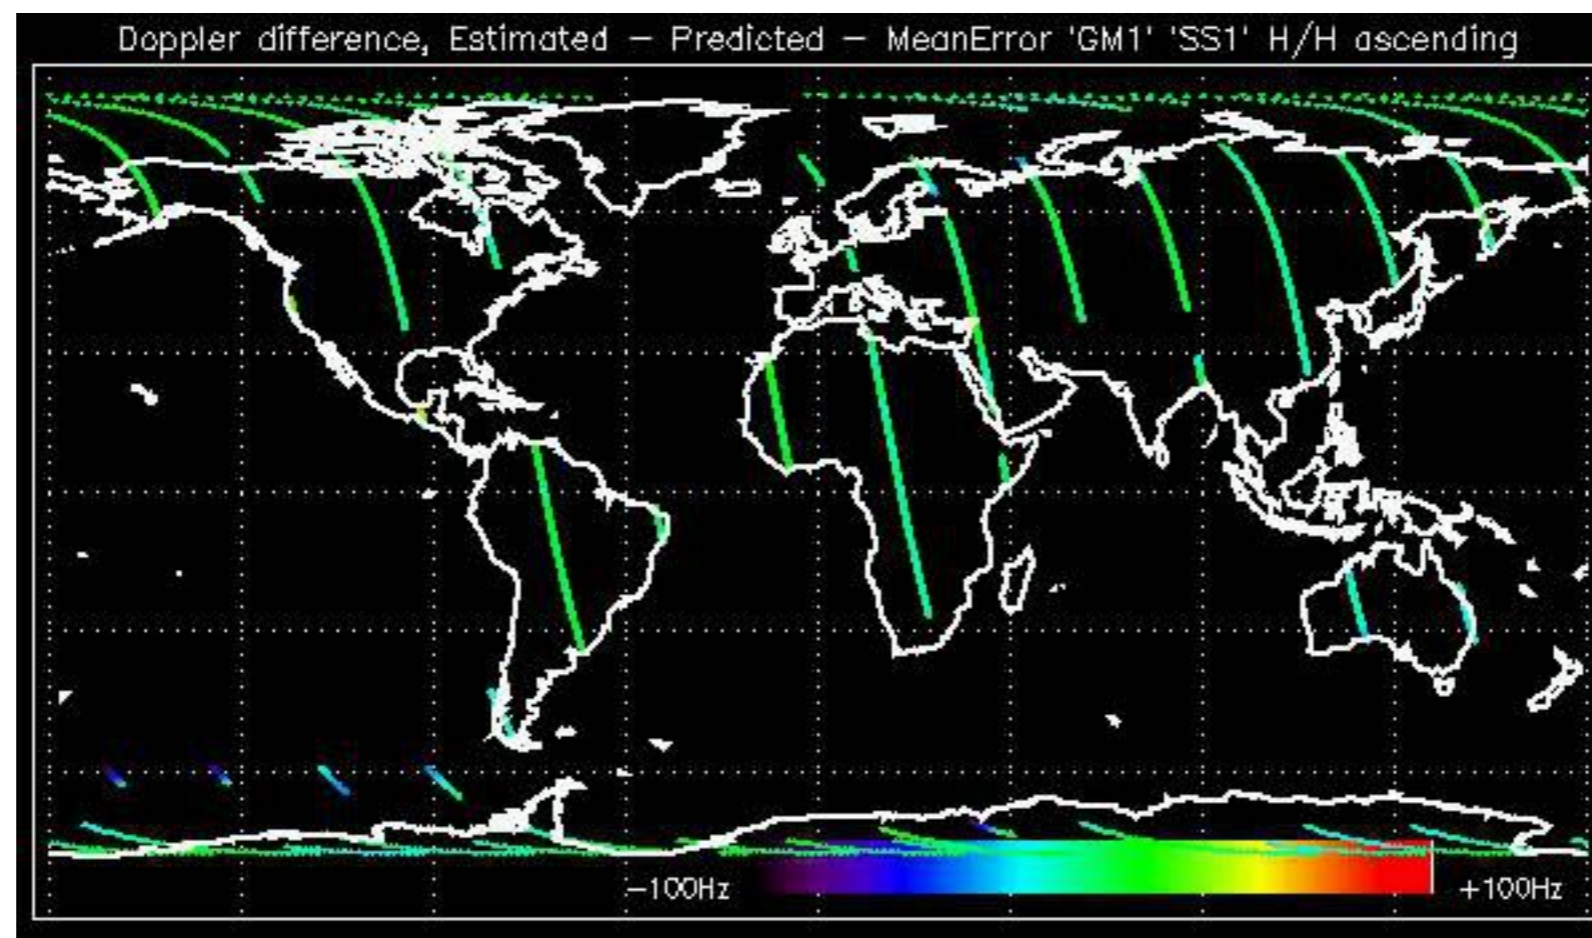 Doppler difference, Estimated – Predicted – MeanError 'GM1' 'SS1' H/H ascending
–100Hz +100Hz